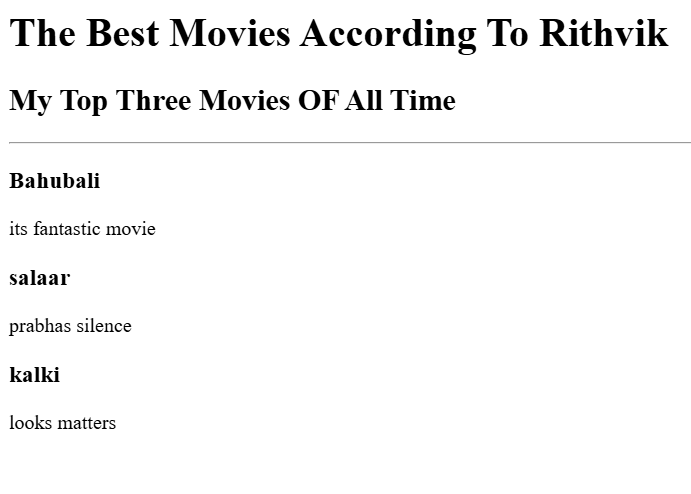 The Best Movies According To Rithvik
My Top Three Movies OF All Time
Bahubali
its fantastic movie
salaar
prabhas silence
kalki
looks matters